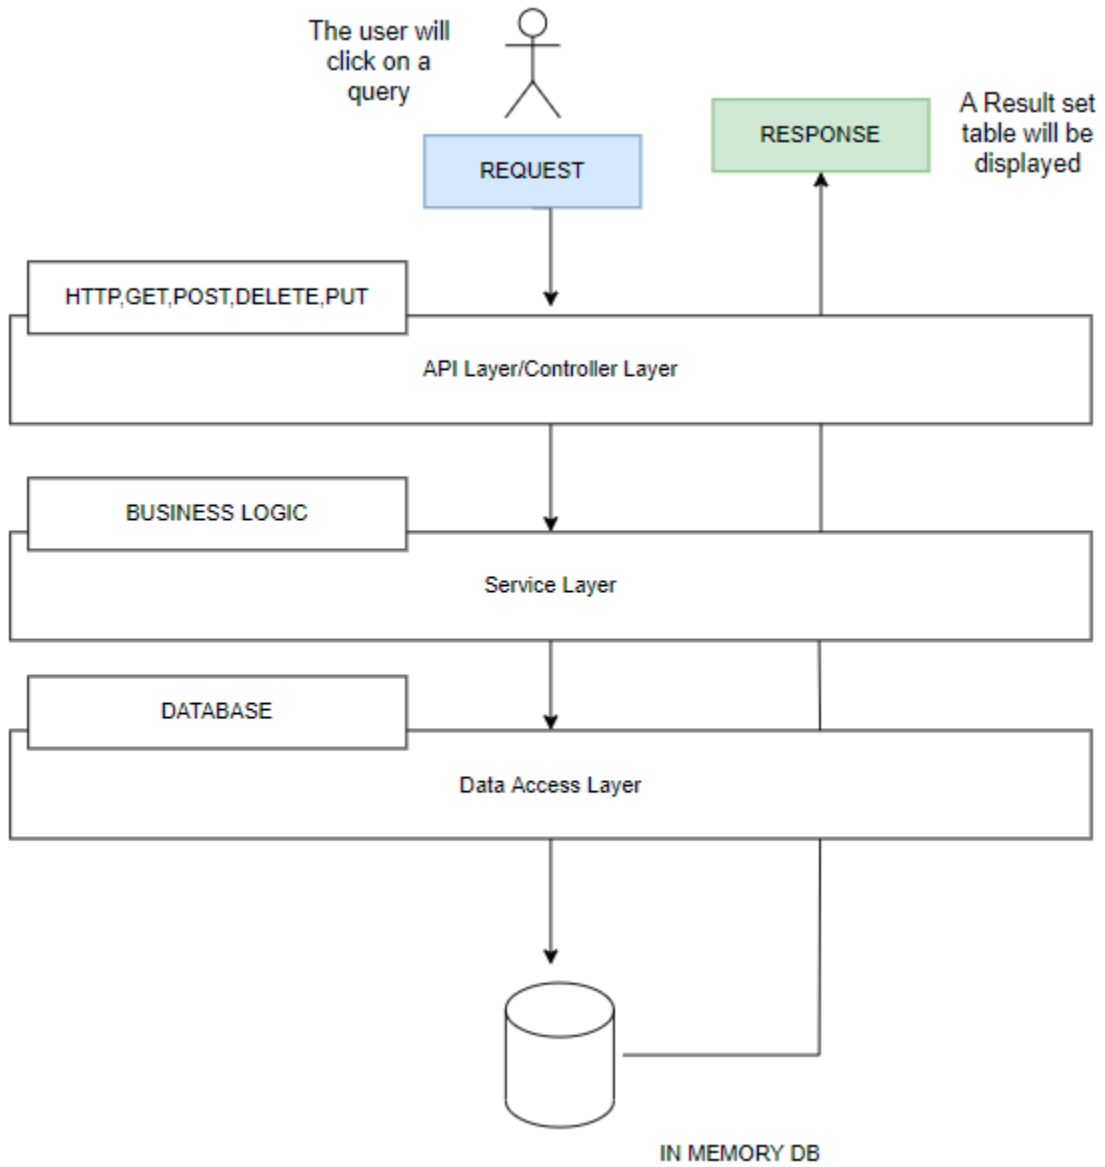 The user will
click on a
query
REQUEST
RESPONSE
A Result set
table will be
displayed
HTTP,GET,POST,DELETE,PUT
API Layer/Controller Layer
BUSINESS LOGIC
Service Layer
DATABASE
Data Access Layer
IN MEMORY DB